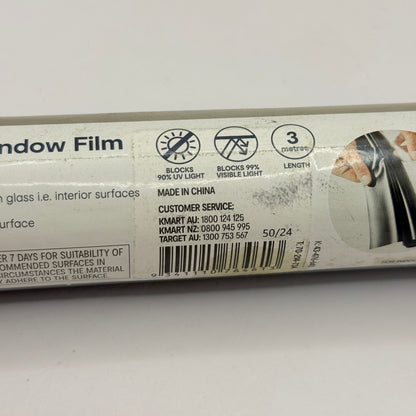 ndow Film
n glass i.e. interior surfaces
urface
ER 7 DAYS FOR SUITABILITY OF
COMMENDED SURFACES IN
CIRCUMSTANCES THE MATERIAL
Y ADHERE TO THE SURFACE.
BLOCKS
90% UV LIGHT
BLOCKS 99%
VISIBLE LIGHT
3
metres
LENGTH
MADE IN CHINA
CUSTOMER SERVICE:
KMART AU: 1800 124 125
KMART NZ: 0800 945 995
TARGET AU: 1300 753 567
50/24